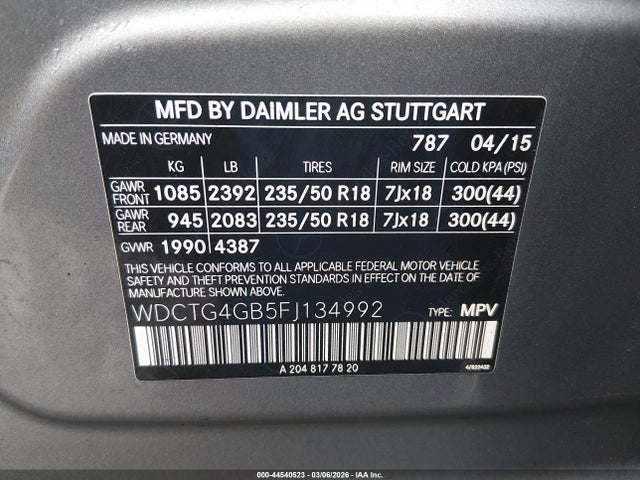 MFD BY DAIMLER AG STUTTGART
MADE IN GERMANY 787 04/15
KG LB TIRES RIM SIZE COLD KPA (PSI)
GAWR FRONT 1085 2392 235/50 R18 7Jx18 300(44)
GAWR REAR 945 2083 235/50 R18 7Jx18 300(44)
GVWR 1990 4387
THIS VEHICLE CONFORMS TO ALL APPLICABLE FEDERAL MOTOR VEHICLE
SAFETY AND THEFT PREVENTION STANDARDS IN EFFECT ON THE
DATE OF MANUFACTURE SHOWN ABOVE.
WDCTG4GB5FJ134992 TYPE: MPV
A 204 817 78 20
000-44540523 - 03/06/2026 - IAA Inc.